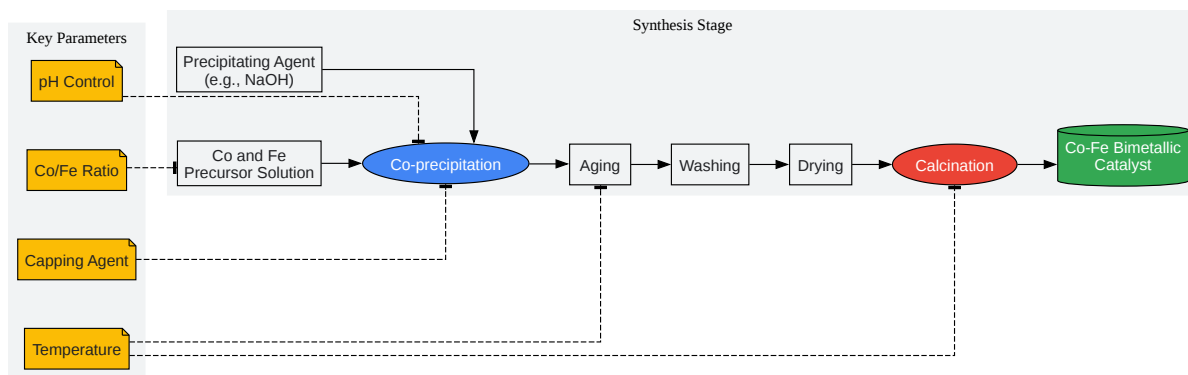 Key Parameters
pH Control
Co/Fe Ratio
Capping Agent
Temperature
Synthesis Stage
Precipitating Agent
(e.g., NaOH)
Co and Fe
Precursor Solution
Co-precipitation
Aging
Washing
Drying
Calcination
Co-Fe Bimetallic
Catalyst